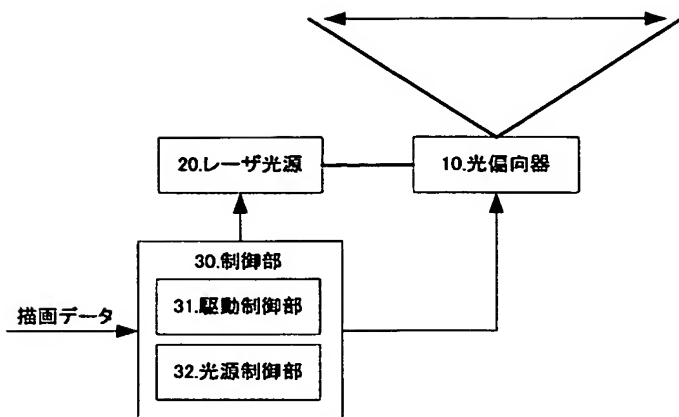 20.レーザ光源
10.光偏向器
30.制御部
31.駆動制御部
描画データ
32.光源制御部